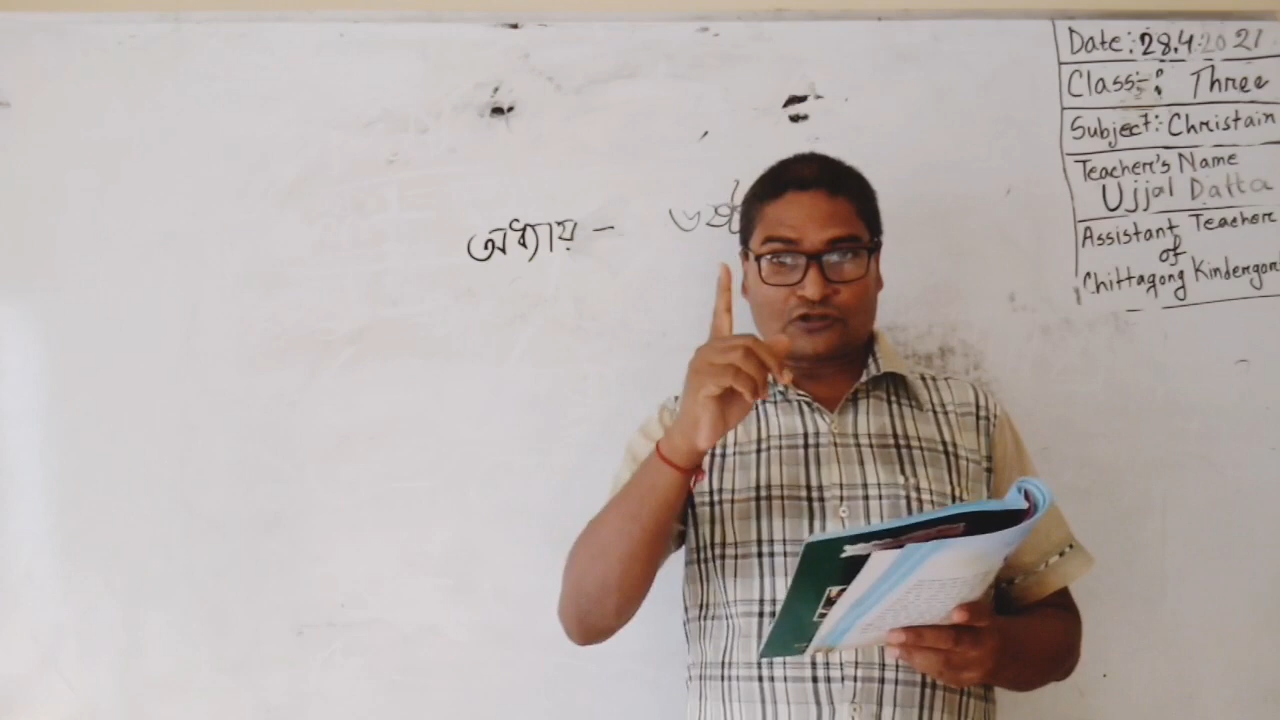 Date: 28.4.2021
Class:- Three
Subject: Christain
Teacher's Name
Ujjal Datta
Assistant Teacher
of
Chittagong Kindergar
অধ্যায় -